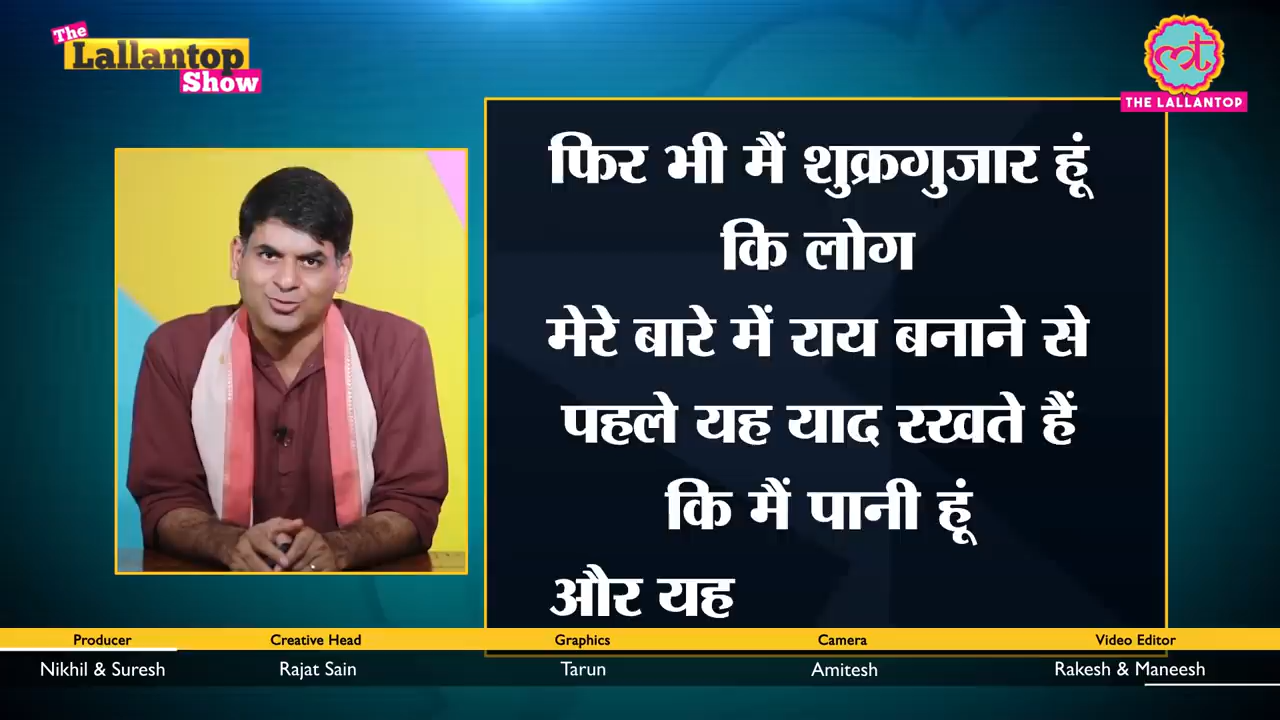 The
Lallantop
Show
लt
THE LALLANTOP
फिर भी मैं शुक्रगुजार हूं
कि लोग
मेरे बारे में राय बनाने से
पहले यह याद रखते हैं
कि मैं पानी हूं
और यह
Producer Creative Head Graphics Camera Video Editor
Nikhil & Suresh Rajat Sain Tarun Amitesh Rakesh & Maneesh